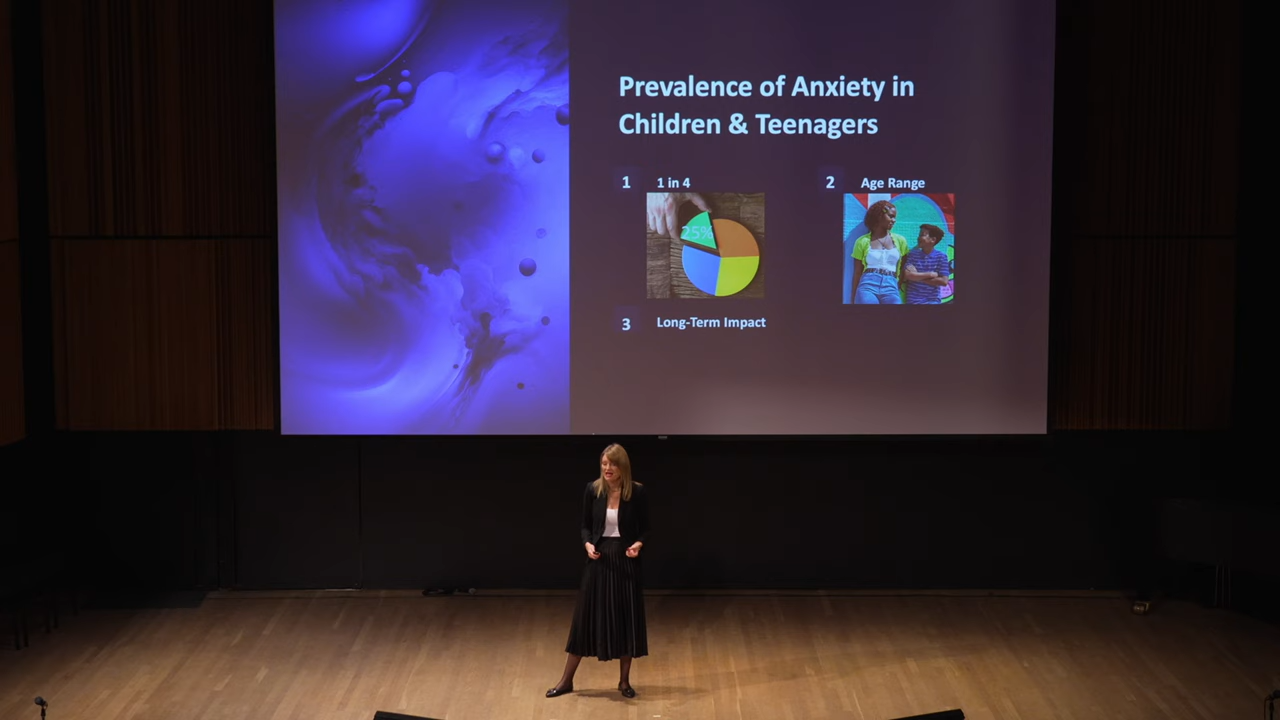 Prevalence of Anxiety in
Children & Teenagers
1 1 in 4
2 Age Range
25%
3 Long-Term Impact